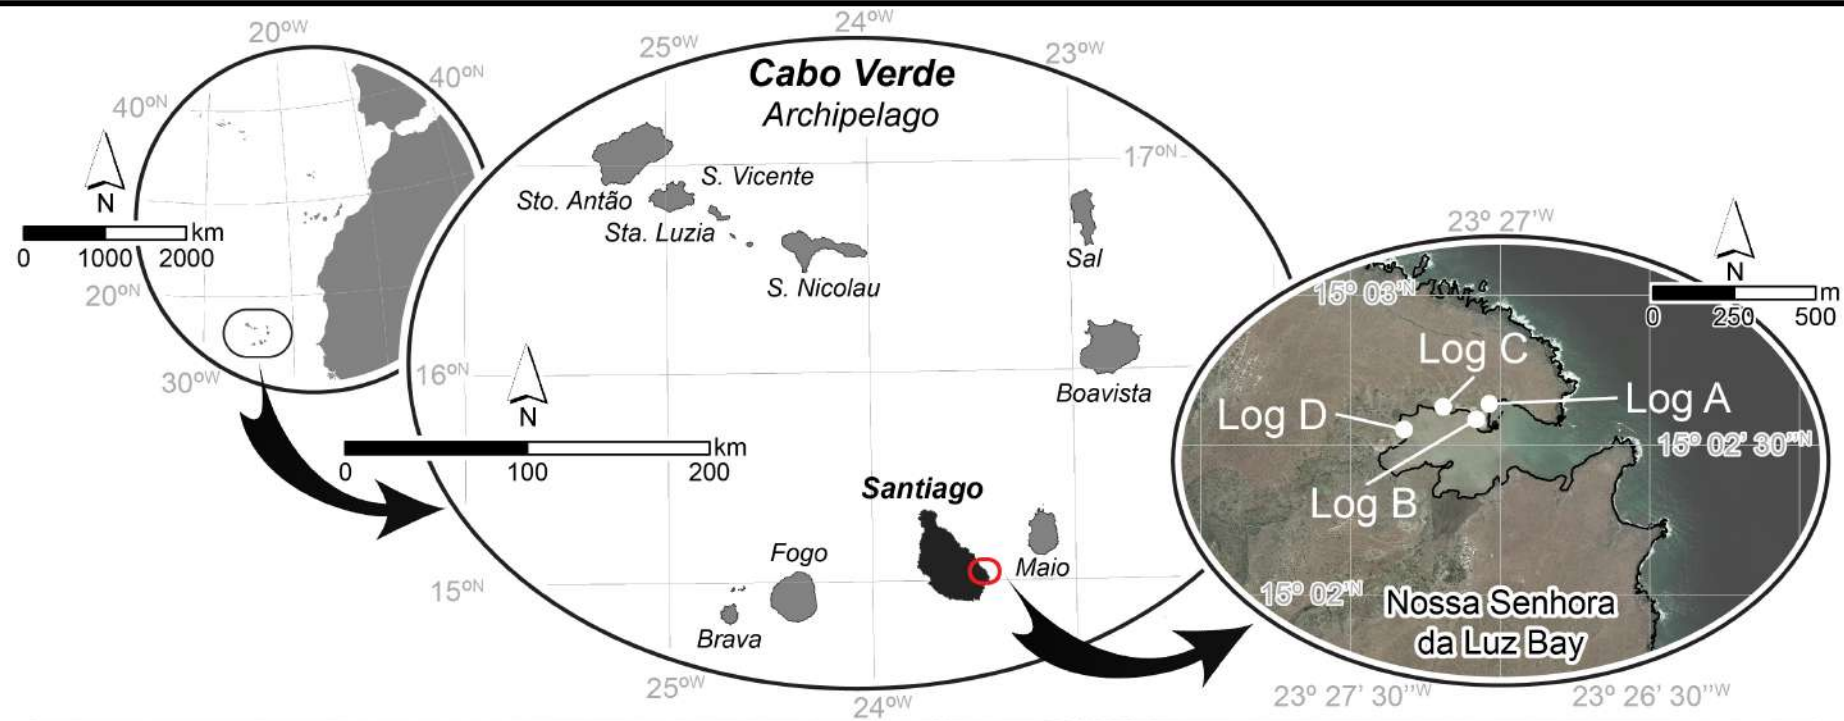 20ºW
40ºN
40ºN
N
km
0 1000 2000
20ºN
30ºW
25ºW
24ºW
23ºW
Cabo Verde
Archipelago
17ºN
S. Vicente
Sto. Antão
Sta. Luzia
S. Nicolau
Sal
16ºN
Boavista
N
km
0 100 200
Santiago
Fogo
Maio
15ºN
Brava
25ºW
24ºW
23º 27'W
N
m
0 250 500
15º 03'N
Log C
Log A
Log D
15º 02' 30"N
Log B
15º 02'N
Nossa Senhora
da Luz Bay
23º 27' 30"W
23º 26' 30"W